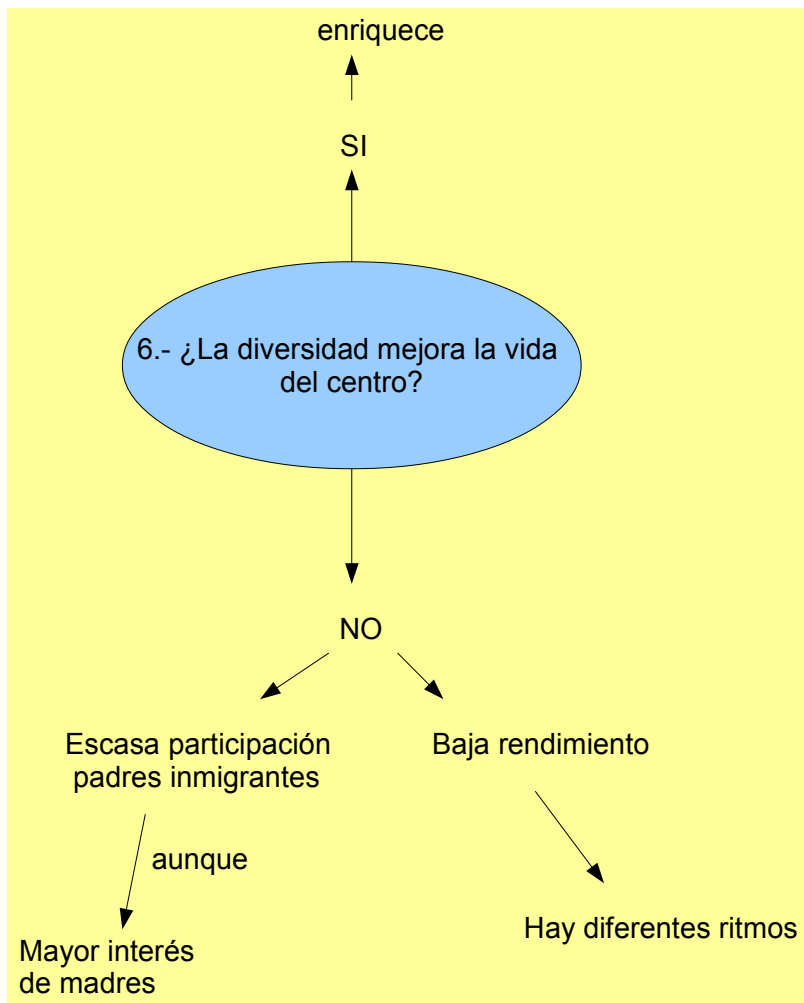 enriquece
SI
6.- ¿La diversidad mejora la vida
del centro?
NO
Escasa participación
padres inmigrantes
Baja rendimiento
aunque
Hay diferentes ritmos
Mayor interés
de madres